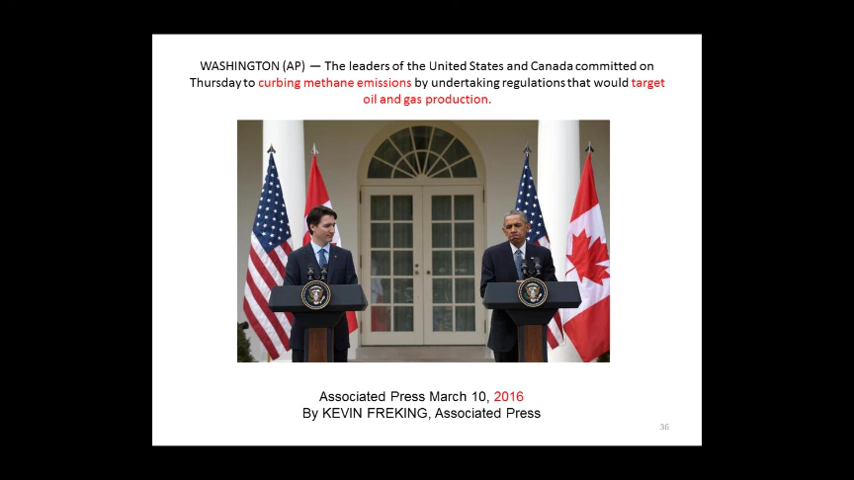 WASHINGTON (AP) — The leaders of the United States and Canada committed on
Thursday to curbing methane emissions by undertaking regulations that would target
oil and gas production.
Associated Press March 10, 2016
By KEVIN FREKING, Associated Press
36